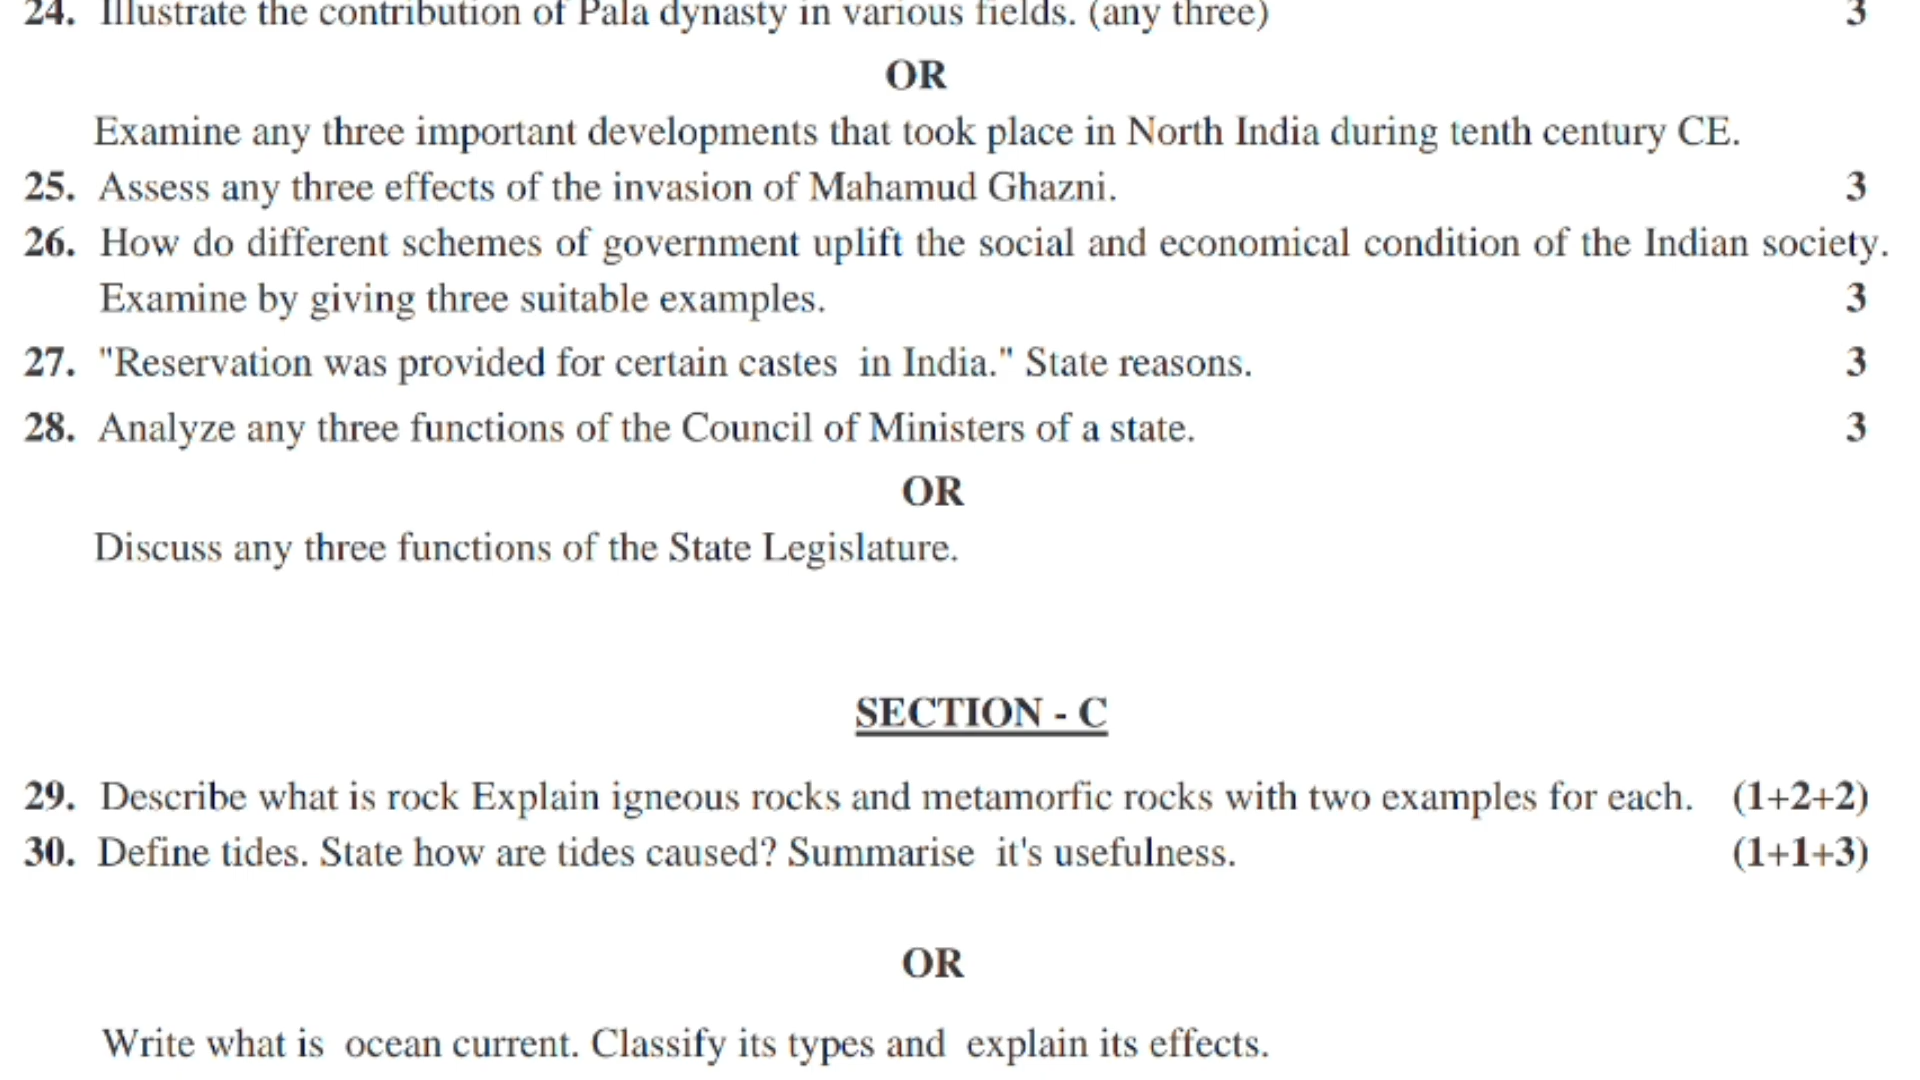 24. Illustrate the contribution of Pala dynasty in various fields. (any three) 3
OR
Examine any three important developments that took place in North India during tenth century CE.
25. Assess any three effects of the invasion of Mahamud Ghazni. 3
26. How do different schemes of government uplift the social and economical condition of the Indian society.
Examine by giving three suitable examples. 3
27. "Reservation was provided for certain castes in India." State reasons. 3
28. Analyze any three functions of the Council of Ministers of a state. 3
OR
Discuss any three functions of the State Legislature.
SECTION - C
29. Describe what is rock Explain igneous rocks and metamorfic rocks with two examples for each. (1+2+2)
30. Define tides. State how are tides caused? Summarise it's usefulness. (1+1+3)
OR
Write what is ocean current. Classify its types and explain its effects.